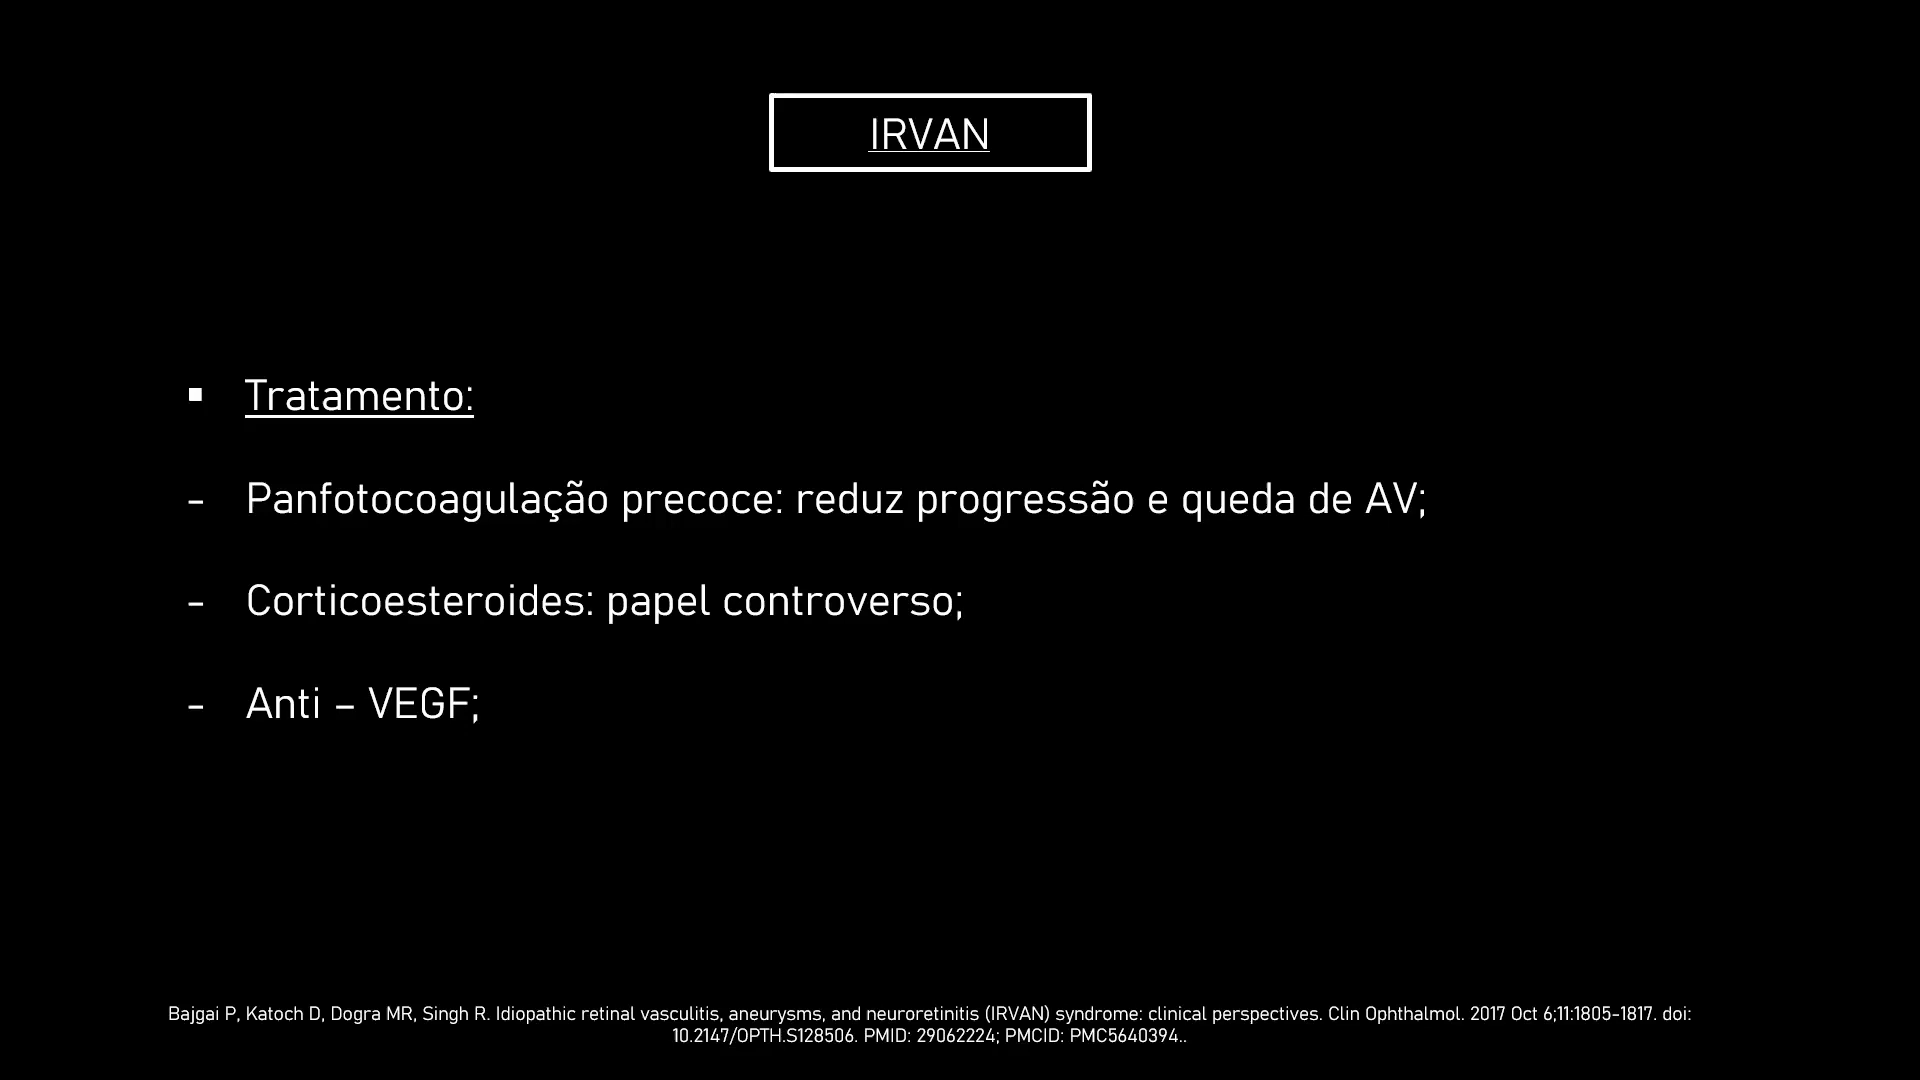 IRVAN
▪ Tratamento:
- Panfotocoagulação precoce: reduz progressão e queda de AV;
- Corticoesteroides: papel controverso;
- Anti – VEGF;
Bajgai P, Katoch D, Dogra MR, Singh R. Idiopathic retinal vasculitis, aneurysms, and neuroretinitis (IRVAN) syndrome: clinical perspectives. Clin Ophthalmol. 2017 Oct 6;11:1805-1817. doi:
10.2147/OPTH.S128506. PMID: 29062224; PMCID: PMC5640394..